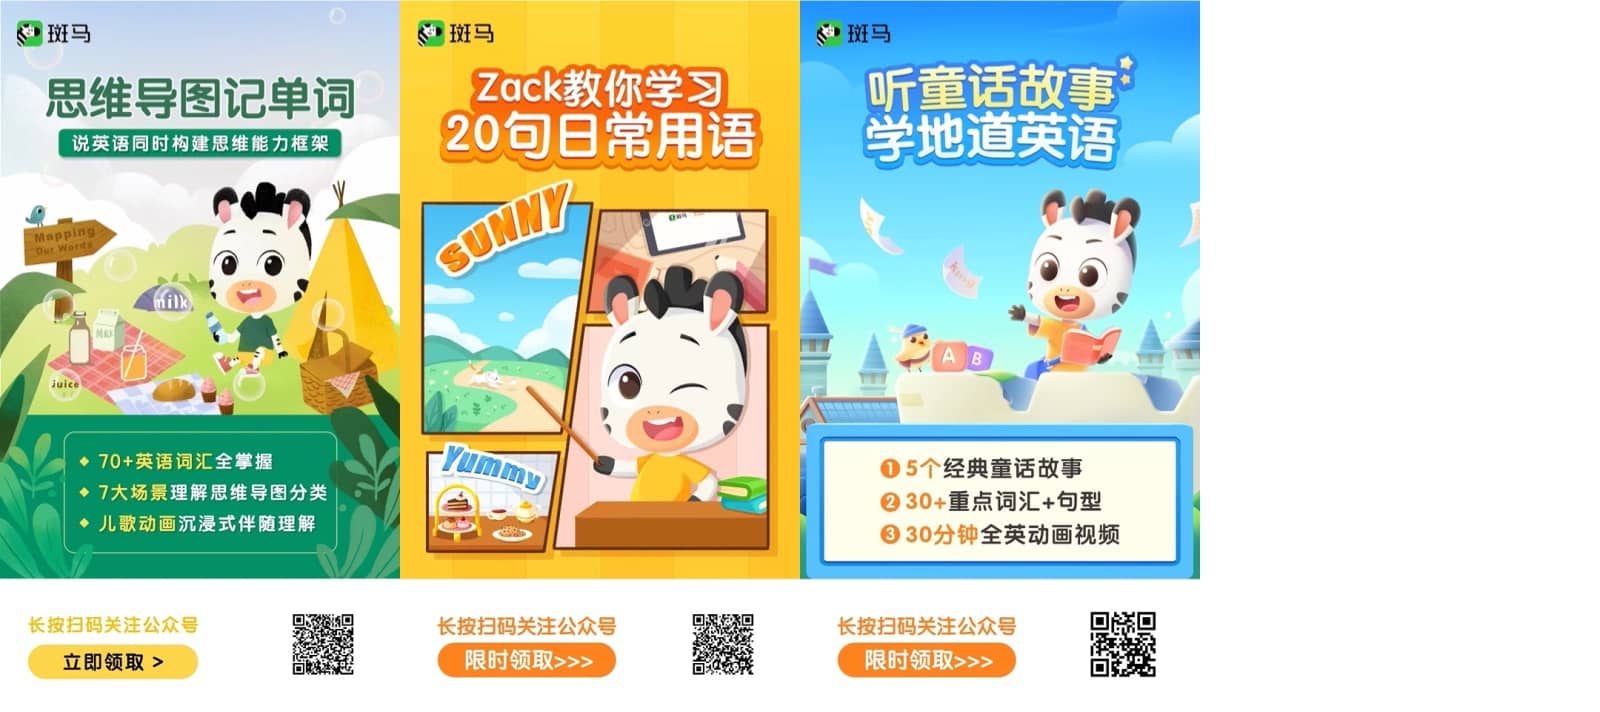 斑马
思维导图记单词
说英语同时构建思维能力框架
Mapping
Our Words
milk
MILK
juice
70+英语词汇全掌握
7大场景理解思维导图分类
儿歌动画沉浸式伴随理解
长按扫码关注公众号
立即领取 >
斑马
Zack教你学习
20句日常用语
SUNNY
斑马
Yummy
长按扫码关注公众号
限时领取>>>
斑马
听童话故事
学地道英语
A B
1 5个经典童话故事
2 30+重点词汇+句型
3 30分钟全英动画视频
长按扫码关注公众号
限时领取>>>